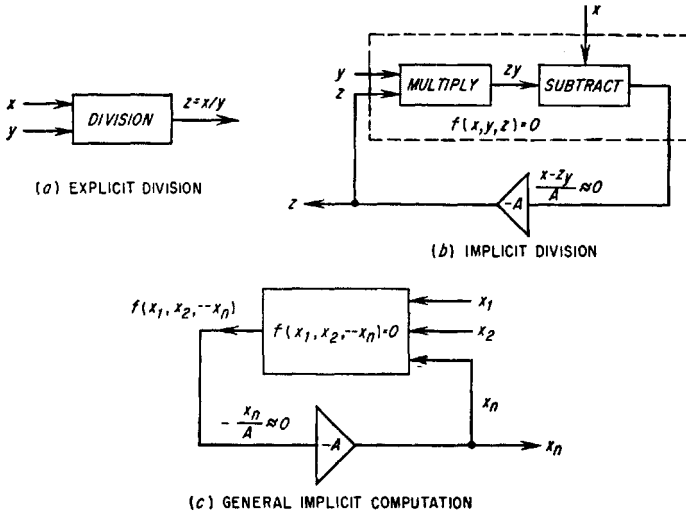 x
y
DIVISION
z=x/y
(a) EXPLICIT DIVISION
x
y
z
MULTIPLY
zy
SUBTRACT
f(x,y,z)=0
x-zy
A
≈0
-A
z
(b) IMPLICIT DIVISION
f(x₁, x₂, --xₙ)
f(x₁, x₂, --xₙ)=0
x₁
x₂
xₙ
- xₙ
A
≈0
-A
xₙ
(c) GENERAL IMPLICIT COMPUTATION